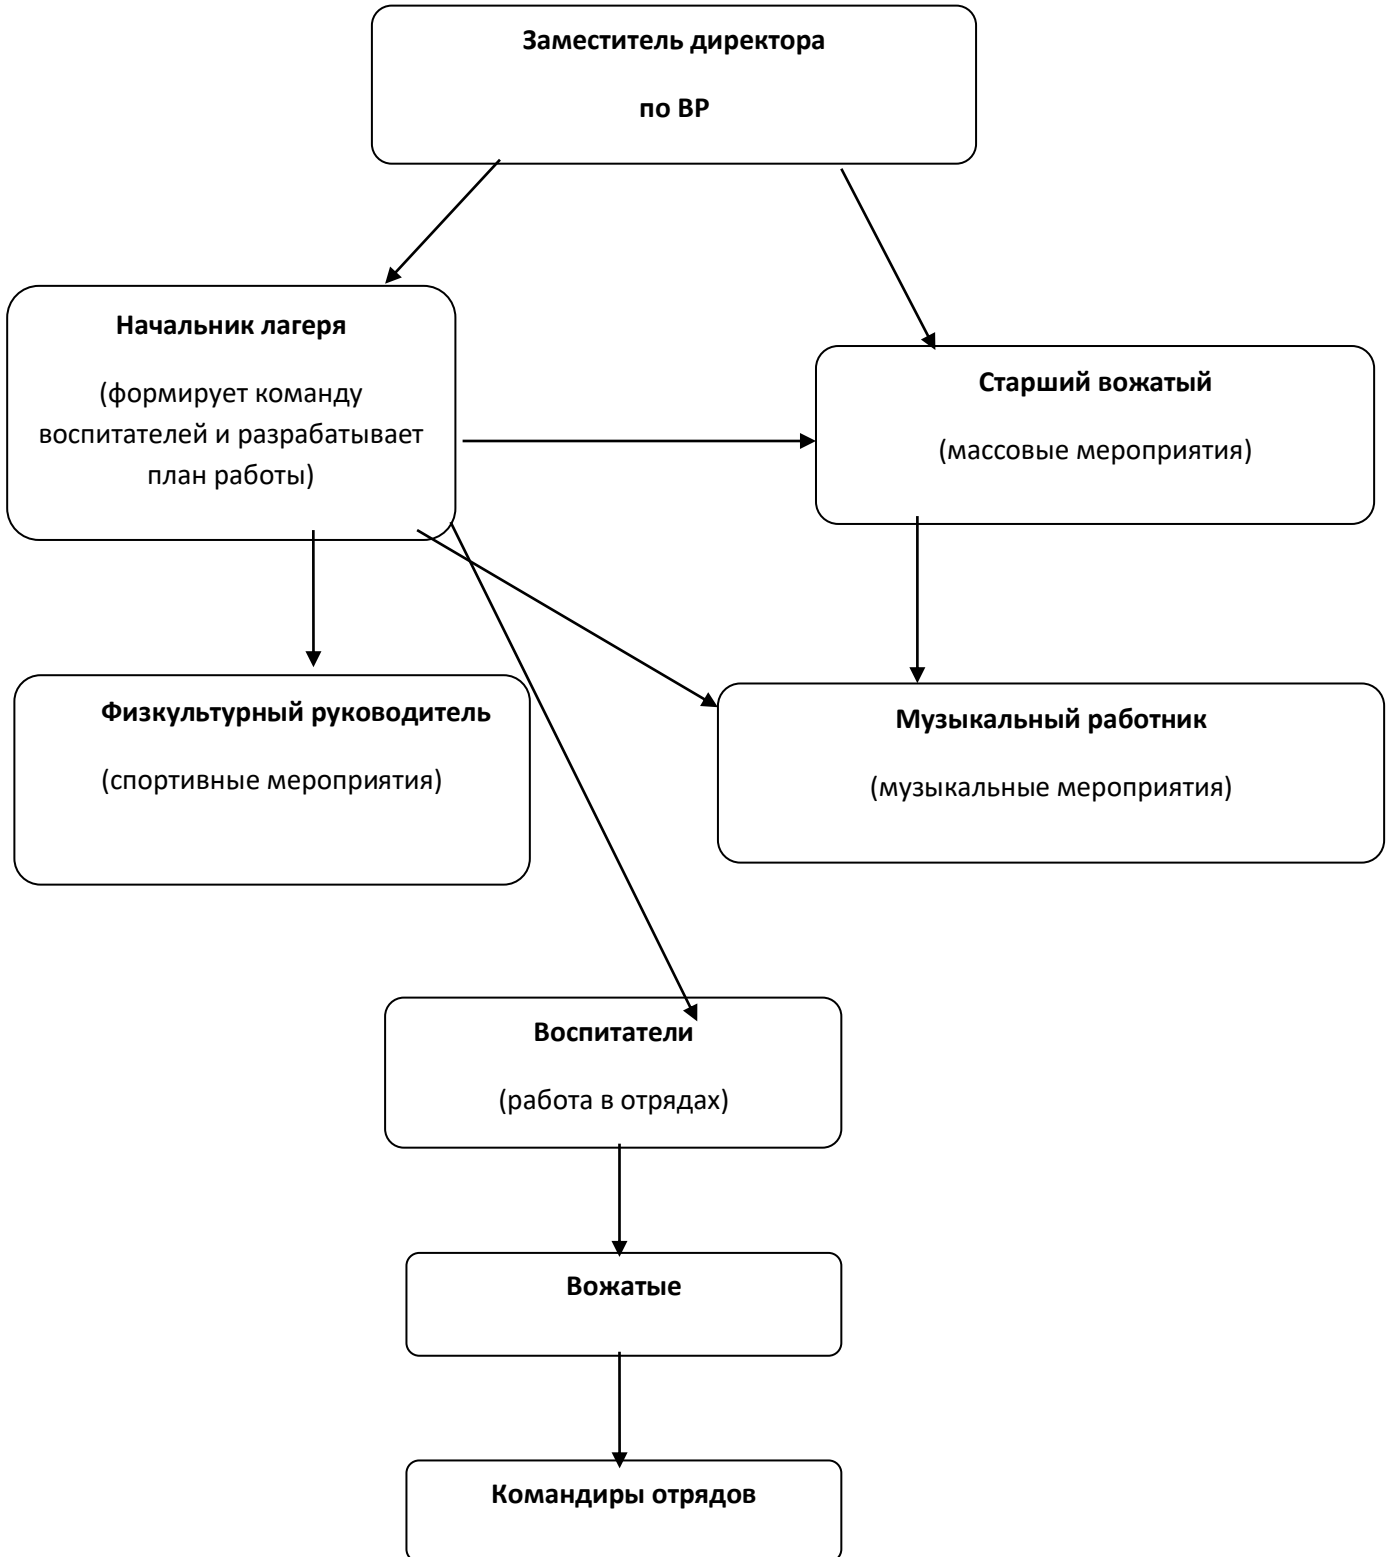 Заместитель директора
по ВР
Начальник лагеря
(формирует команду
воспитателей и разрабатывает
план работы)
Старший вожатый
(массовые мероприятия)
Физкультурный руководитель
(спортивные мероприятия)
Музыкальный работник
(музыкальные мероприятия)
Воспитатели
(работа в отрядах)
Вожатые
Командиры отрядов